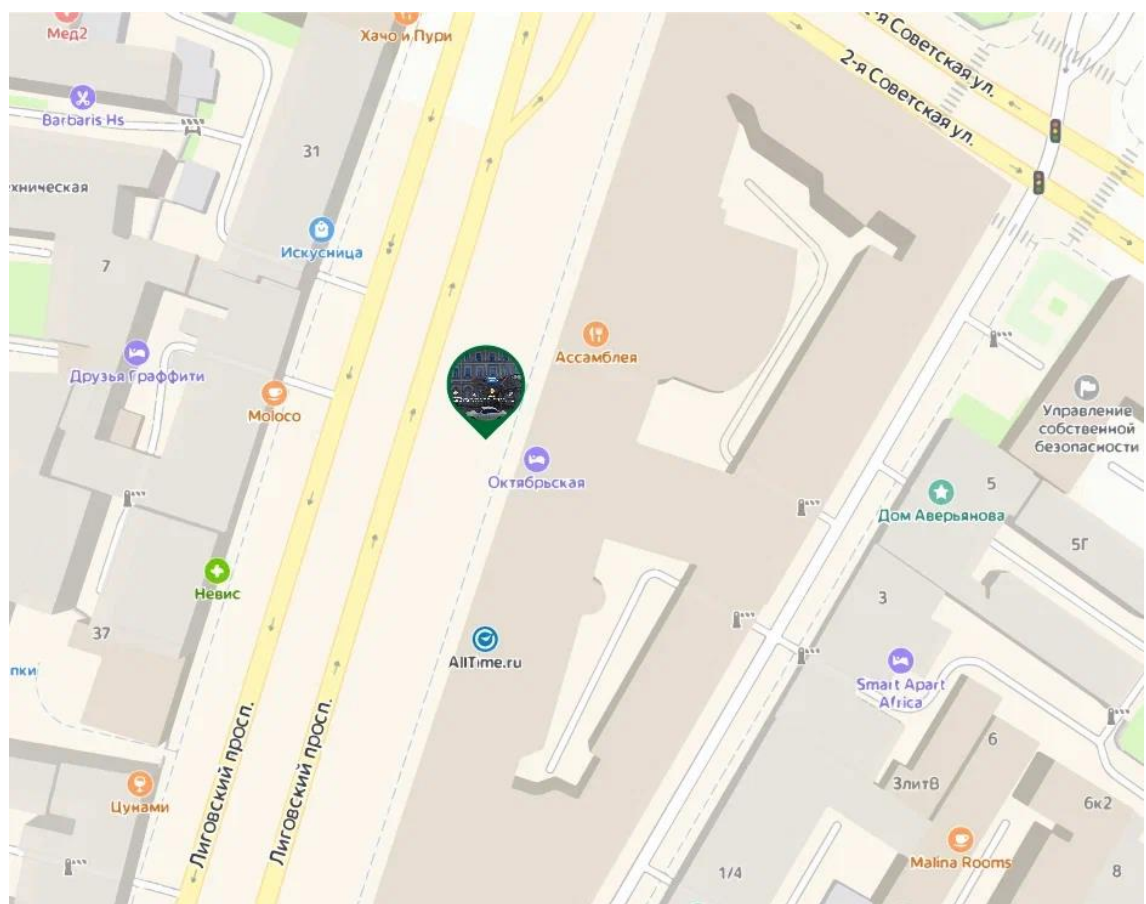 Мед2
Хачо и Пури
1-я Советская ул.
2-я Советская ул.
Barbaris Hs
31
ехническая
Искусница
7
Ассамблея
Друзья Граффити
Moloco
Управление
собственной
безопасности
Октябрьская
5
Дом Аверьянова
5Г
Невис
3
37
AllTime.ru
пки
Smart Apart
Africa
6
Лиговский просп.
Лиговский просп.
3литВ
6к2
Цунами
Malina Rooms
1/4
8